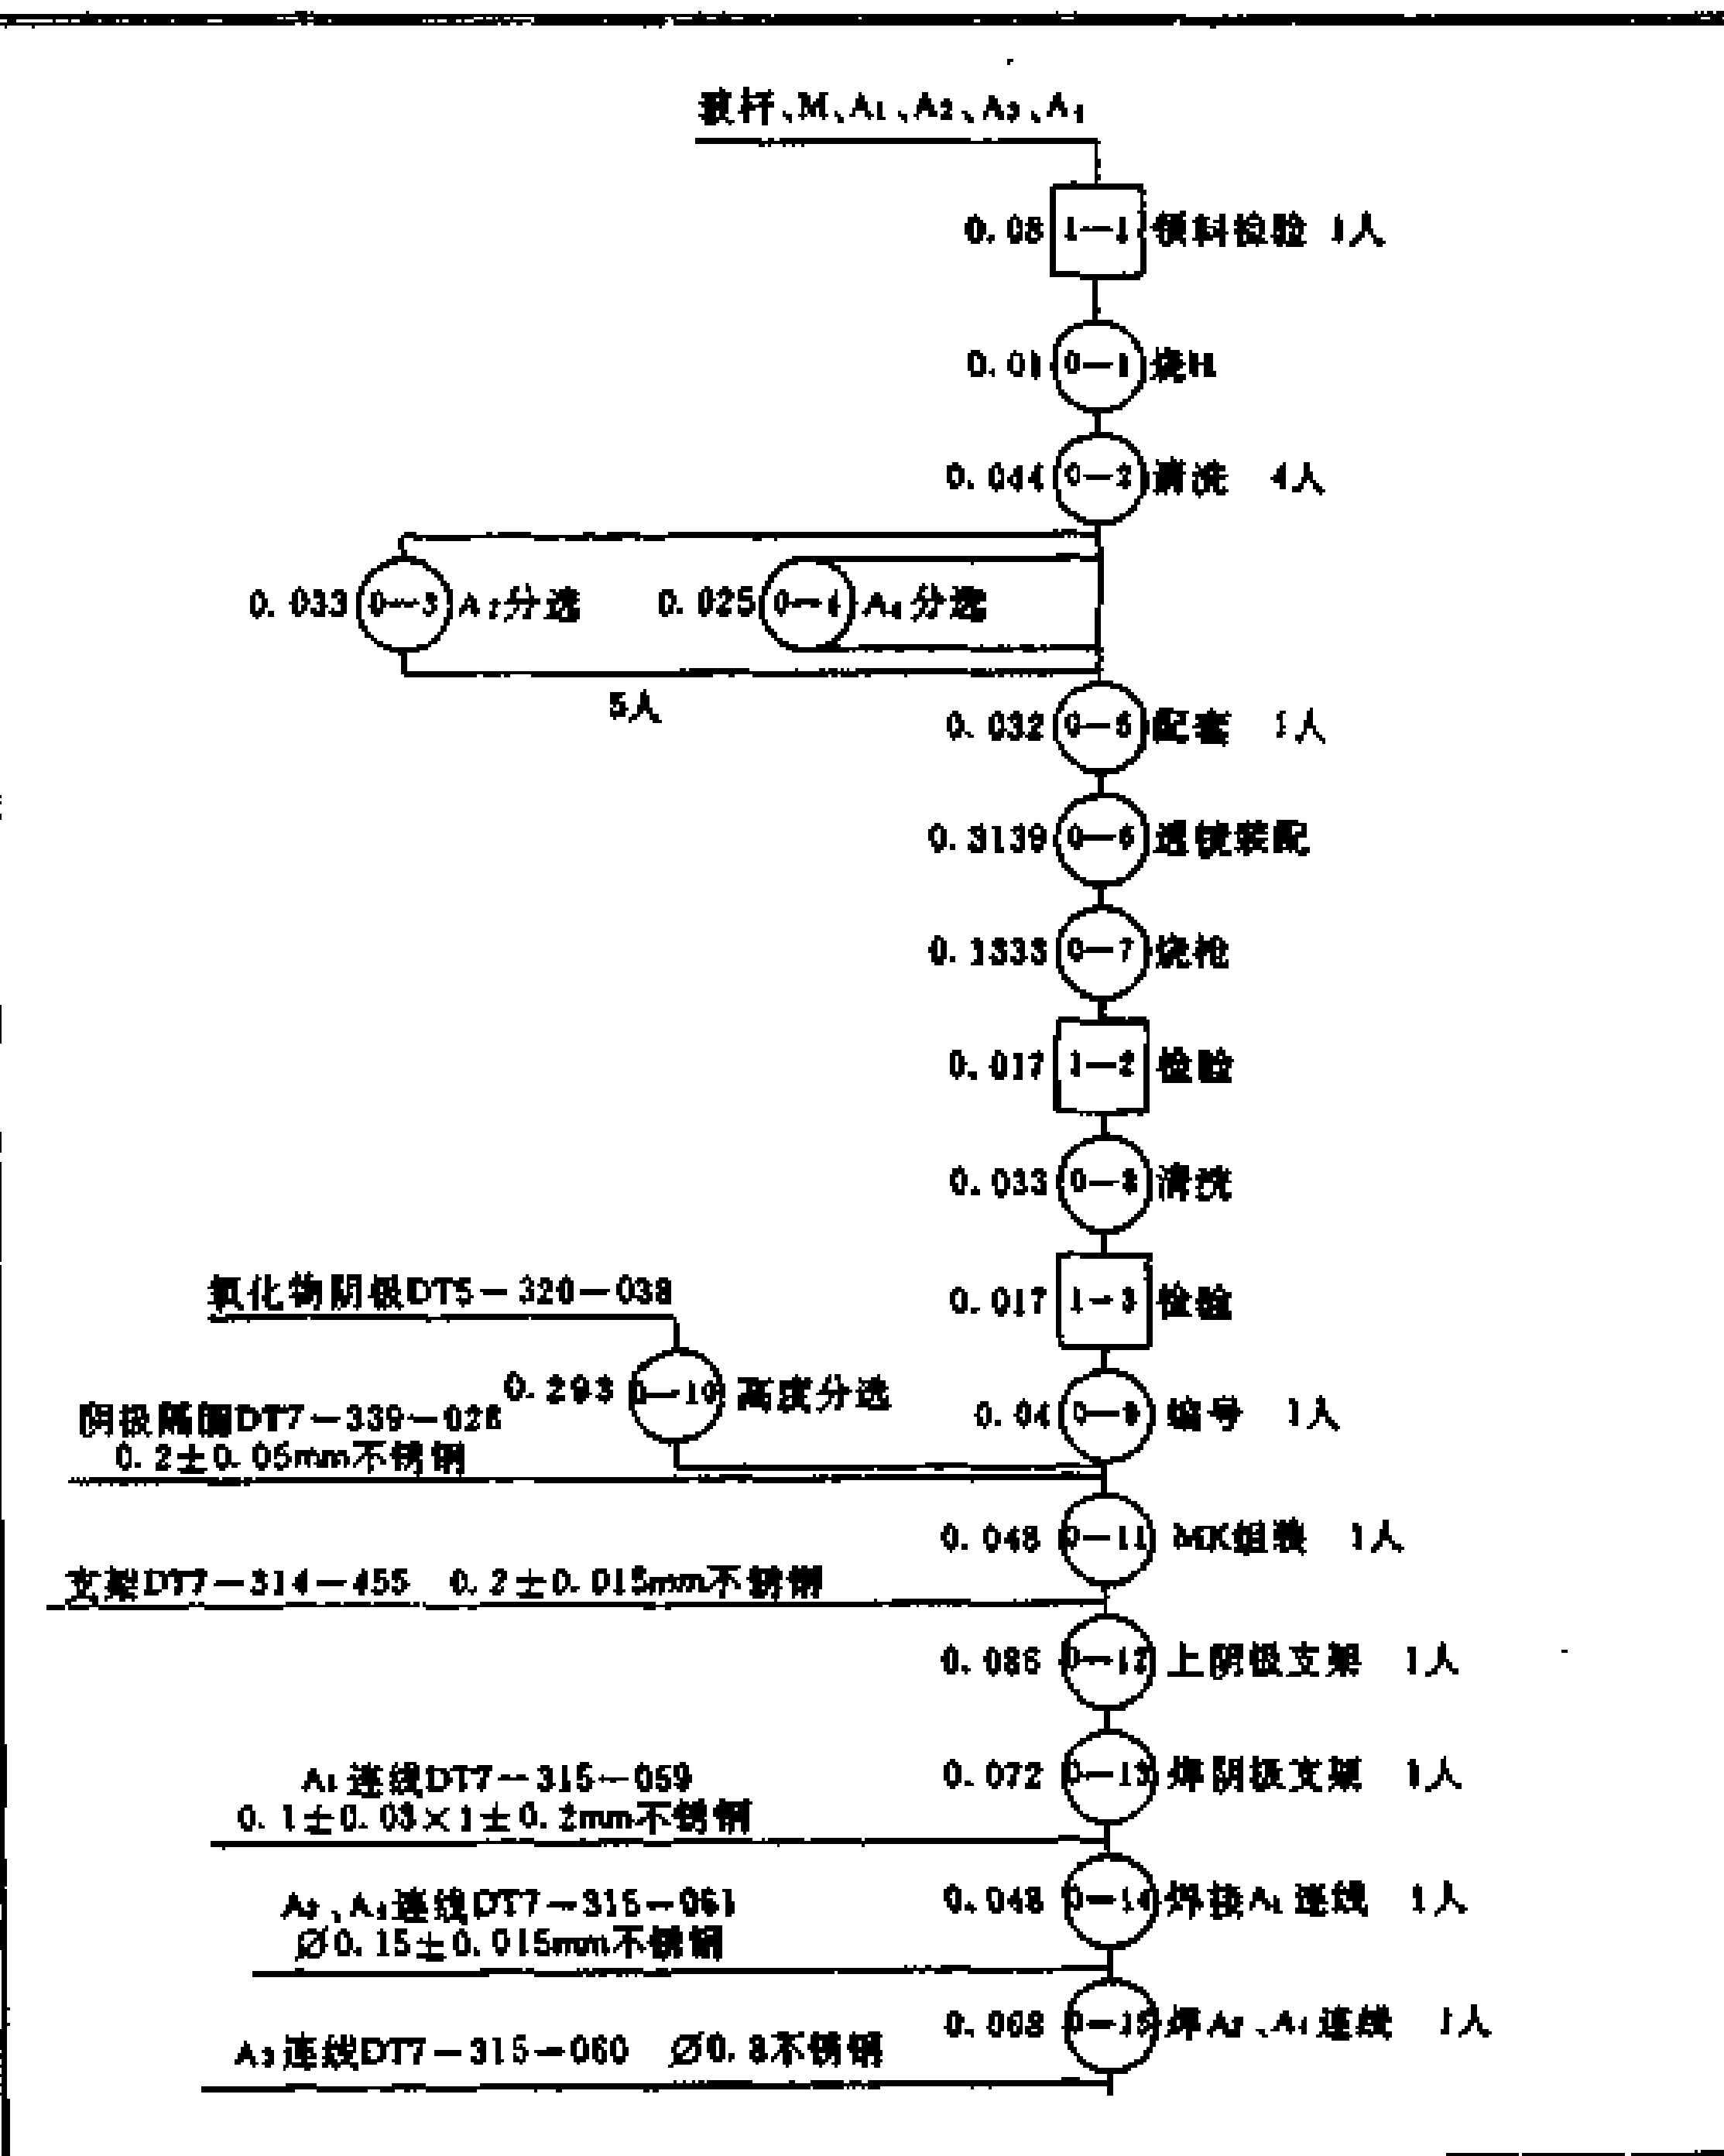 玻杆、M、A1、A2、A3、A4
0.08 1—1 领料检验 1人
0.01 0—1 烧H
0.044 0—2 清洗 4人
0.033 0—3 A2分选 0.025 0—4 A4分选
5人
0.032 0—5 配套 1人
0.3139 0—6 透镜装配
0.1333 0—7 烧枪
0.017 1—2 检验
0.033 0—8 清洗
氧化物阴极DT5-320-038
0.017 1—3 检验
0.293 0—10 高度分选
阴极隔圈DT7-339-026
0.2±0.05mm不锈钢
0.04 0—9 编号 1人
0.048 0—11 MK组装 1人
支架DT7-314-455 0.2±0.015mm不锈钢
0.086 0—12 上阴极支架 1人
A1连线DT7-315-059
0.1±0.03×1±0.2mm不锈钢
0.072 0—13 焊阴极支架 1人
连线DT7-315-061
Ø0.15±0.015mm不锈钢
0.048 0—14 焊接A1连线 1人
0.068 0—15 焊A2、A4连线 1人
A3连线DT7-315-060 Ø0.3不锈钢